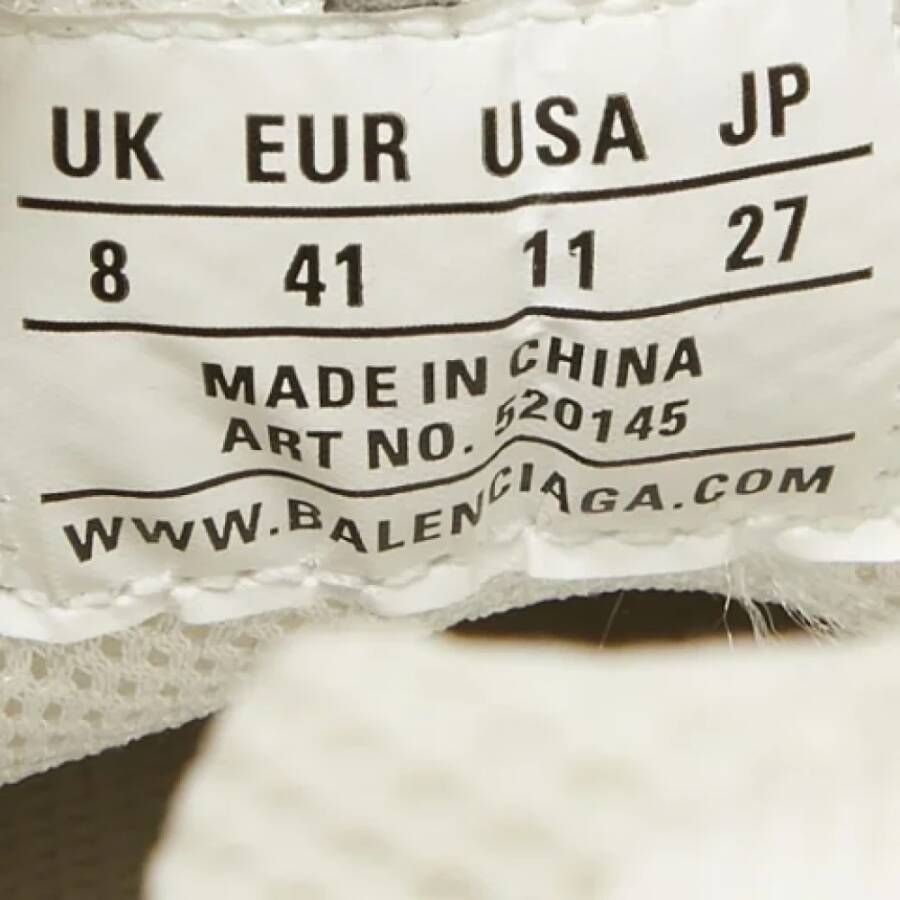 UK EUR USA JP
8 41 11 27
MADE IN CHINA
ART NO. 520145
WWW.BALENCIAGA.COM